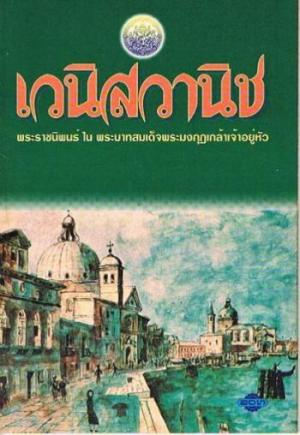 เวนิสวานิช
พระราชนิพนธ์ ใน พระบาทสมเด็จพระมงกุฎเกล้าเจ้าอยู่หัว